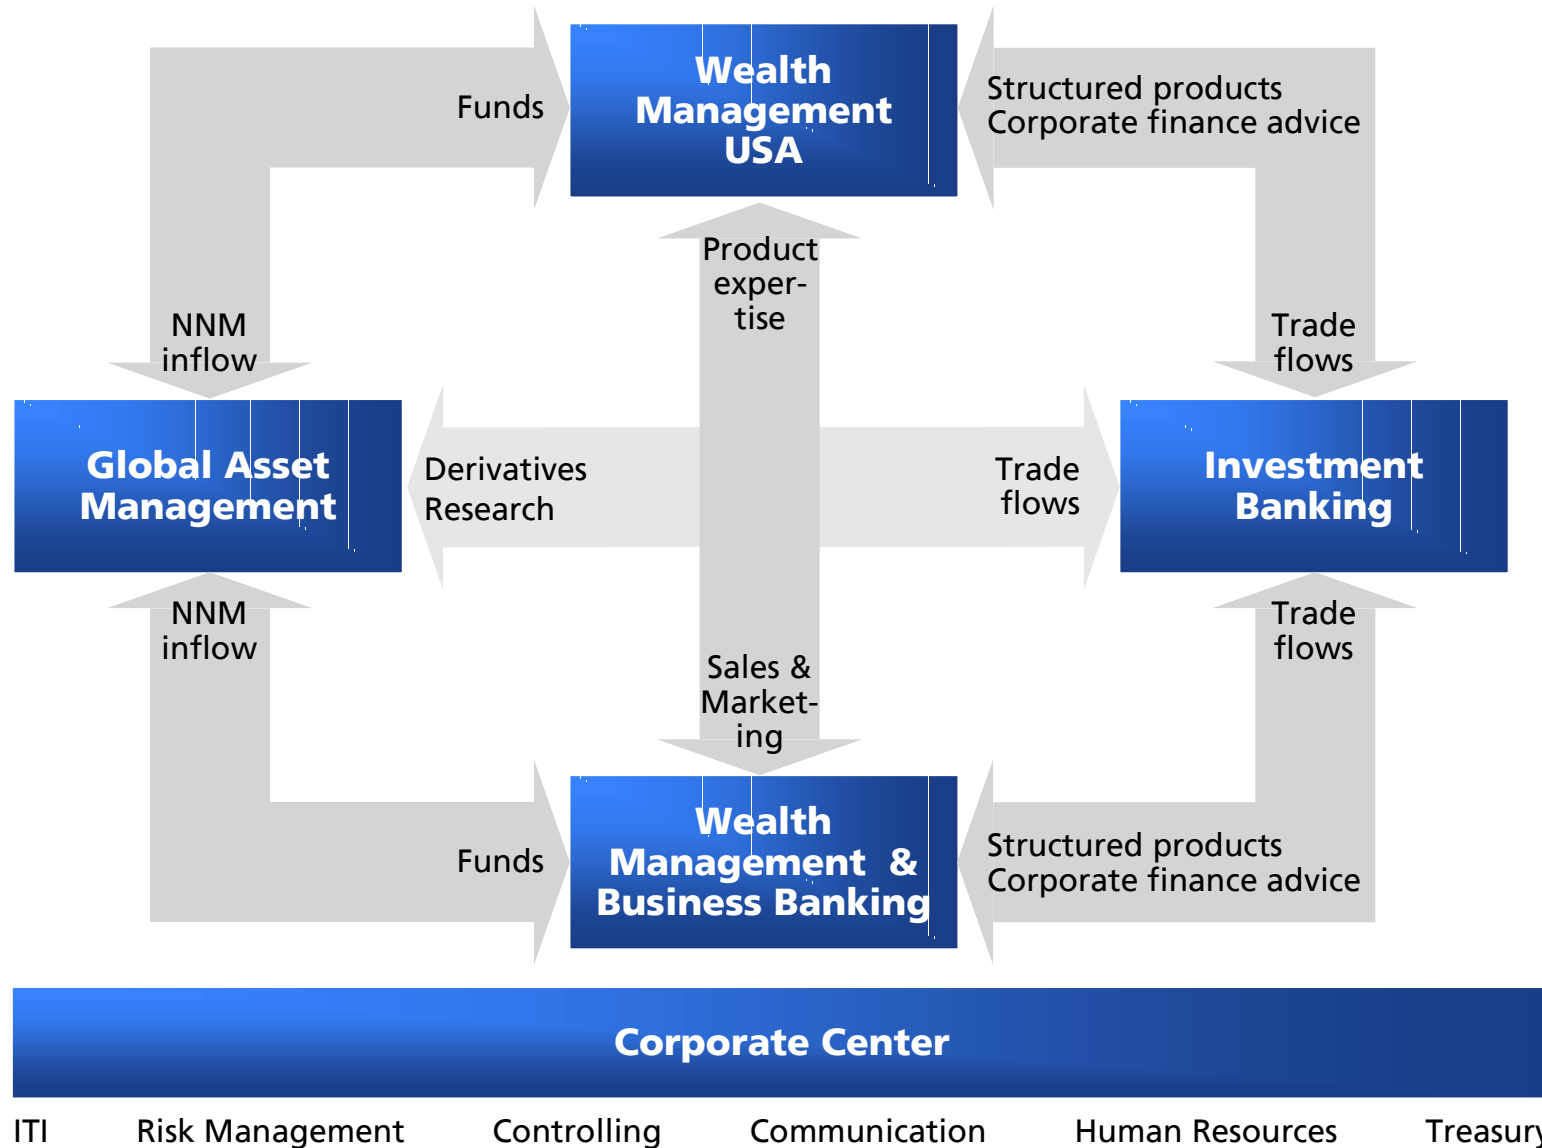 Wealth
Management
USA
Funds
Structured products
Corporate finance advice
Product
exper-
tise
NNM
inflow
Trade
flows
Global Asset
Management
Derivatives
Research
Trade
flows
Investment
Banking
NNM
inflow
Trade
flows
Sales &
Market-
ing
Wealth
Management &
Business Banking
Funds
Structured products
Corporate finance advice
Corporate Center
ITI Risk Management Controlling Communication Human Resources Treasury